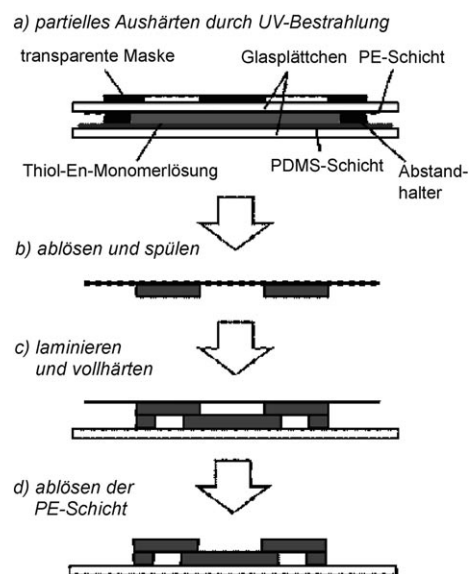 a) partielles Aushärten durch UV-Bestrahlung
transparente Maske
Glasplättchen
PE-Schicht
Thiol-En-Monomerlösung
PDMS-Schicht
Abstand-
halter
b) ablösen und spülen
c) laminieren
und vollhärten
d) ablösen der
PE-Schicht